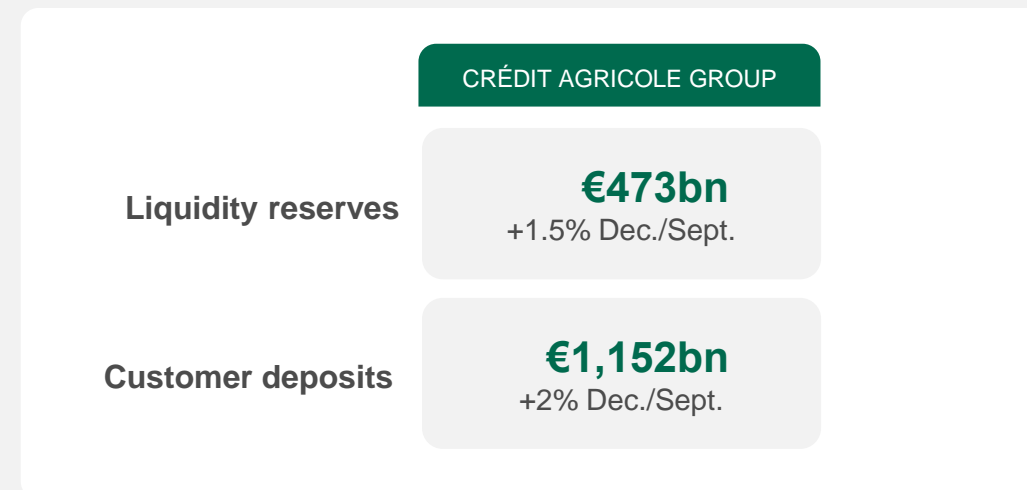 CRÉDIT AGRICOLE GROUP
Liquidity reserves
€473bn
+1.5% Dec./Sept.
Customer deposits
€1,152bn
+2% Dec./Sept.